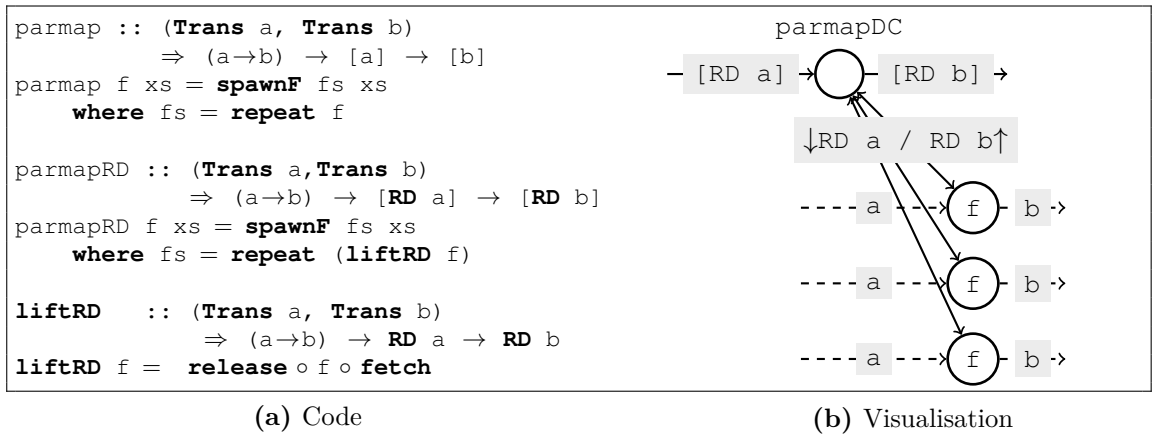 parmap :: (Trans a, Trans b)
⇒ (a→b) → [a] → [b]
parmap f xs = spawnF fs xs
where fs = repeat f
parmapRD :: (Trans a,Trans b)
⇒ (a→b) → [RD a] → [RD b]
parmapRD f xs = spawnF fs xs
where fs = repeat (liftRD f)
liftRD :: (Trans a, Trans b)
⇒ (a→b) → RD a → RD b
liftRD f = release ∘ f ∘ fetch
(a) Code
parmapDC
[RD a] [RD b]
↓RD a / RD b↑
a f b
a f b
a f b
(b) Visualisation